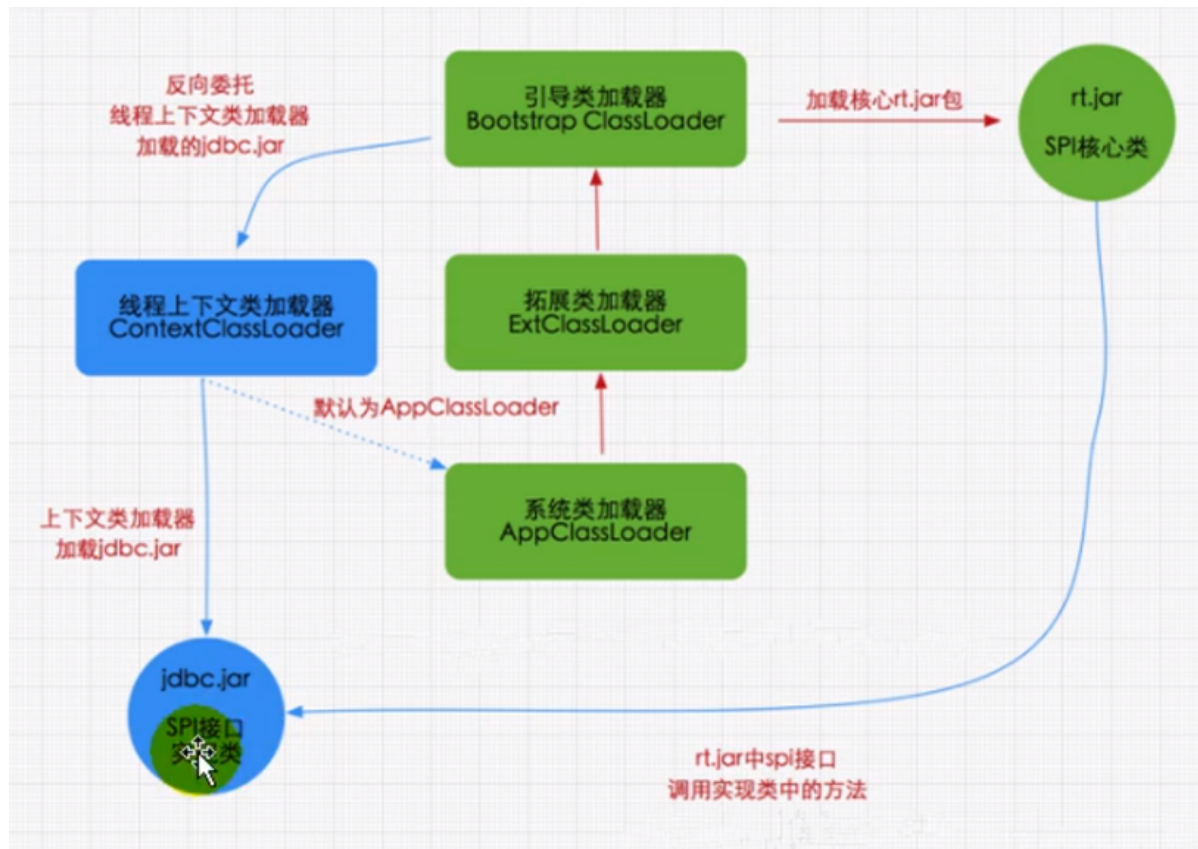 反向委托
线程上下文类加载器
加载的jdbc.jar
引导类加载器
Bootstrap ClassLoader
加载核心rt.jar包
rt.jar
SPI核心类
线程上下文类加载器
ContextClassLoader
拓展类加载器
ExtClassLoader
默认为AppClassLoader
系统类加载器
AppClassLoader
上下文类加载器
加载jdbc.jar
jdbc.jar
SPI接口
类
rt.jar中spi接口
调用实现类中的方法